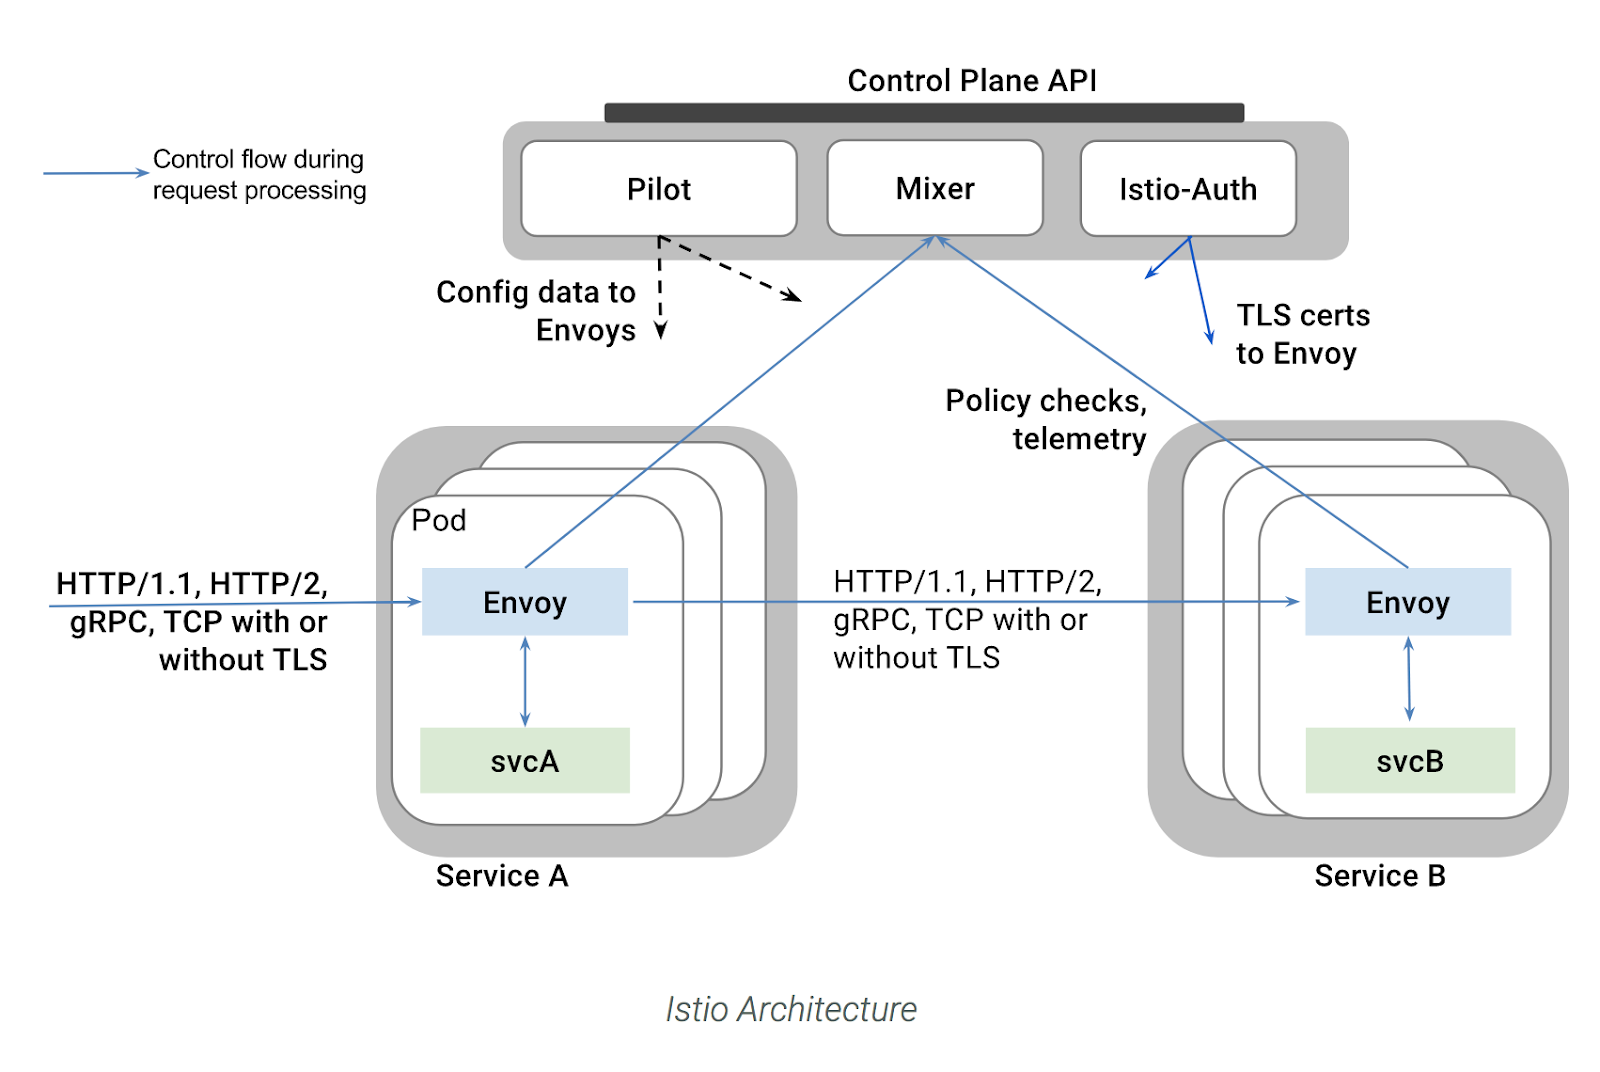 Control Plane API
Control flow during
request processing
Pilot
Mixer
Istio-Auth
Config data to
Envoys
TLS certs
to Envoy
Policy checks,
telemetry
Pod
HTTP/1.1, HTTP/2,
gRPC, TCP with or
without TLS
Envoy
HTTP/1.1, HTTP/2,
gRPC, TCP with or
without TLS
Envoy
svcA
svcB
Service A
Service B
Istio Architecture